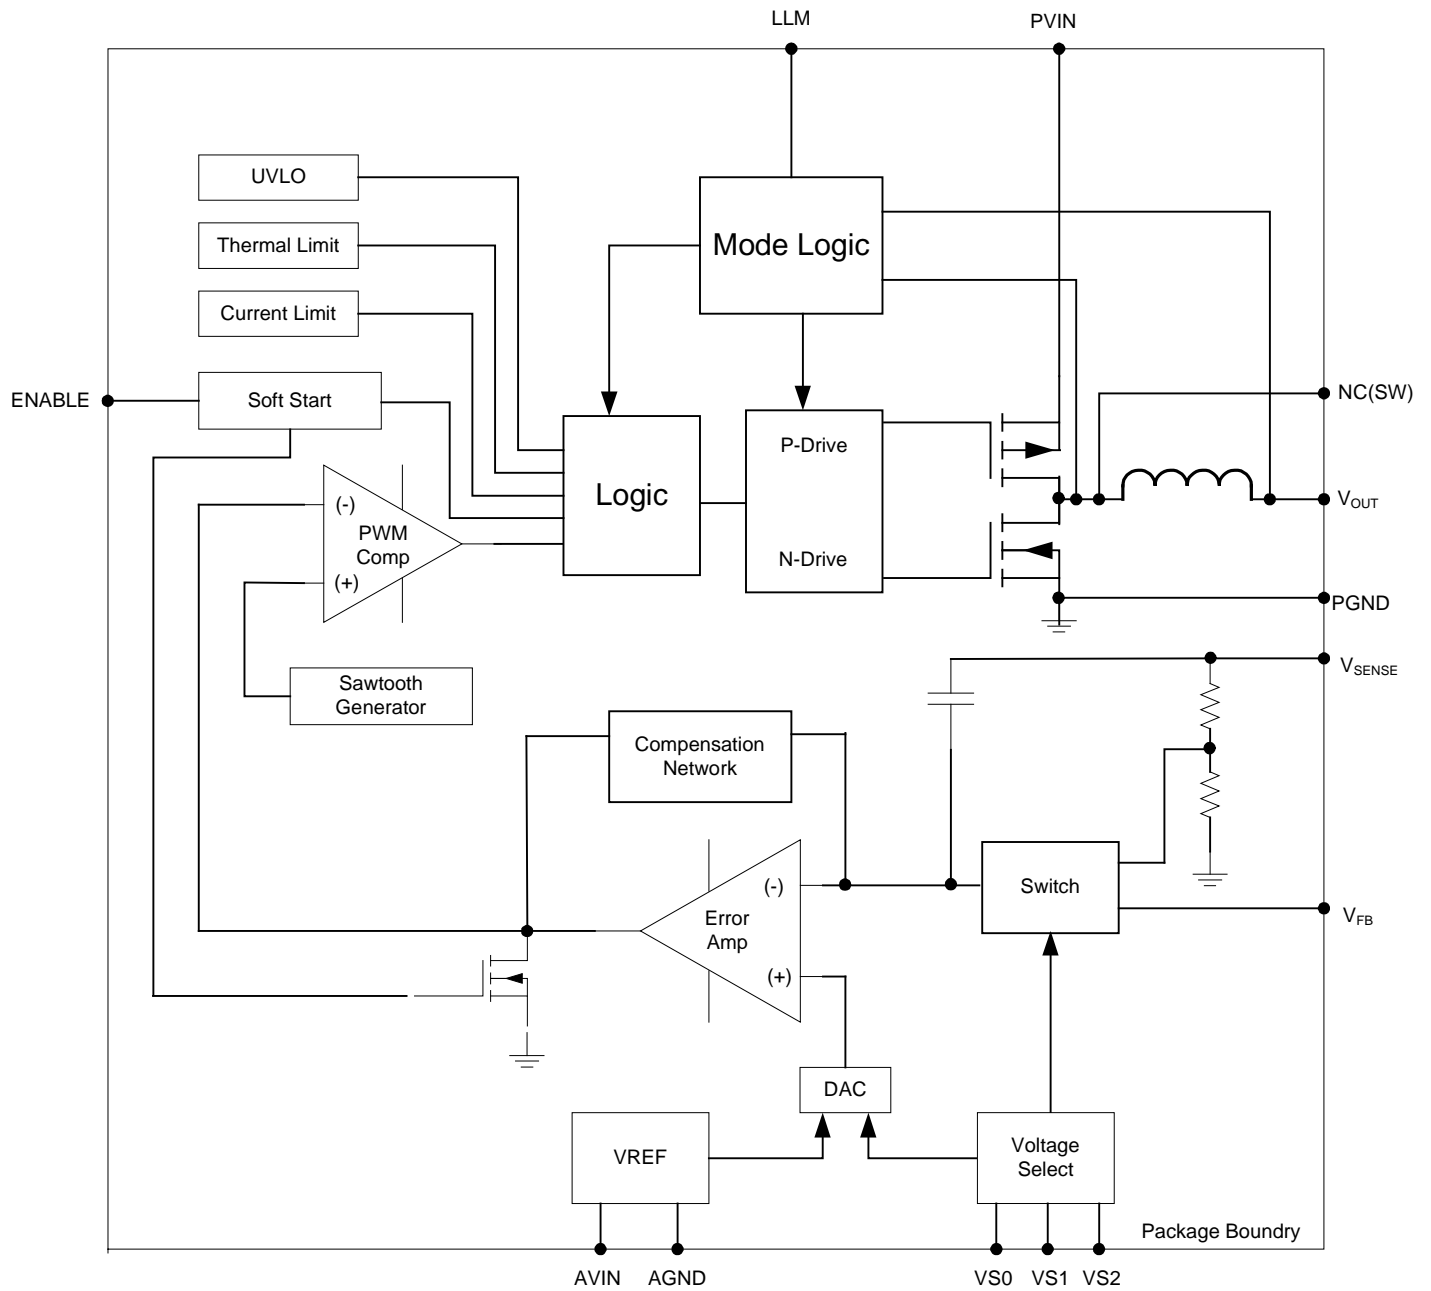 LLM
PVIN
UVLO
Thermal Limit
Mode Logic
Current Limit
ENABLE
Soft Start
NC(SW)
P-Drive
Logic
(-)
PWM
Comp
(+)
N-Drive
VOUT
PGND
VSENSE
Sawtooth
Generator
Compensation
Network
(-)
Error
Amp
(+)
Switch
VFB
DAC
VREF
Voltage
Select
Package Boundry
AVIN
AGND
VS0
VS1
VS2